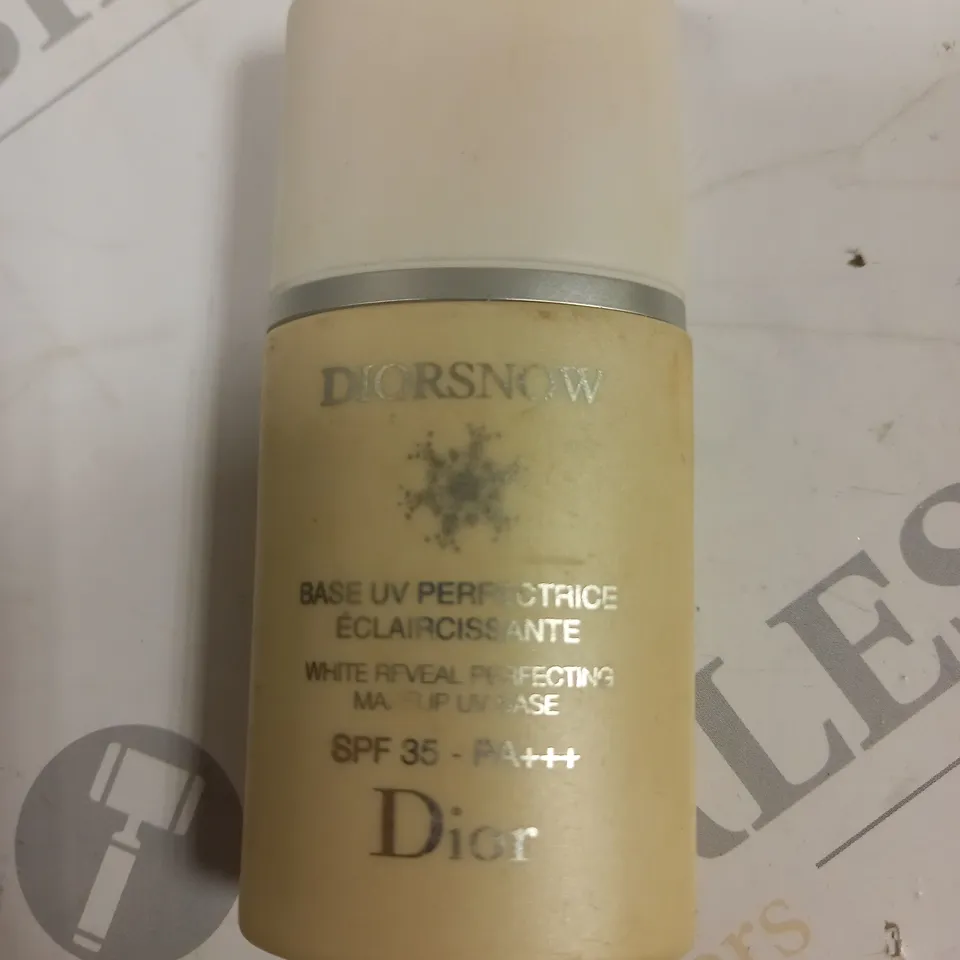 DIORSNOW
BASE UV PERFECTRICE
ÉCLAIRCISSANTE
WHITE REVEAL PERFECTING
MAKEUP UV BASE
SPF 35 - PA+++
Dior